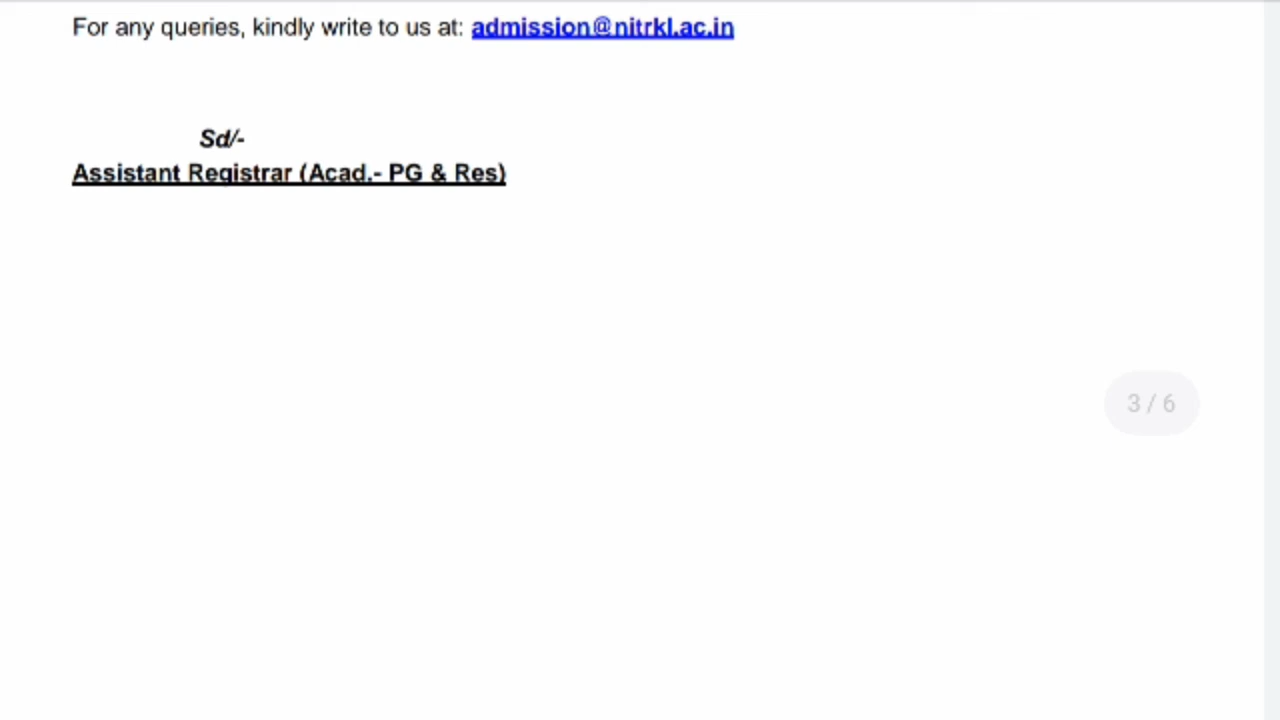 For any queries, kindly write to us at: admission@nitrkl.ac.in
Sd/-
Assistant Registrar (Acad.- PG & Res)
3 / 6